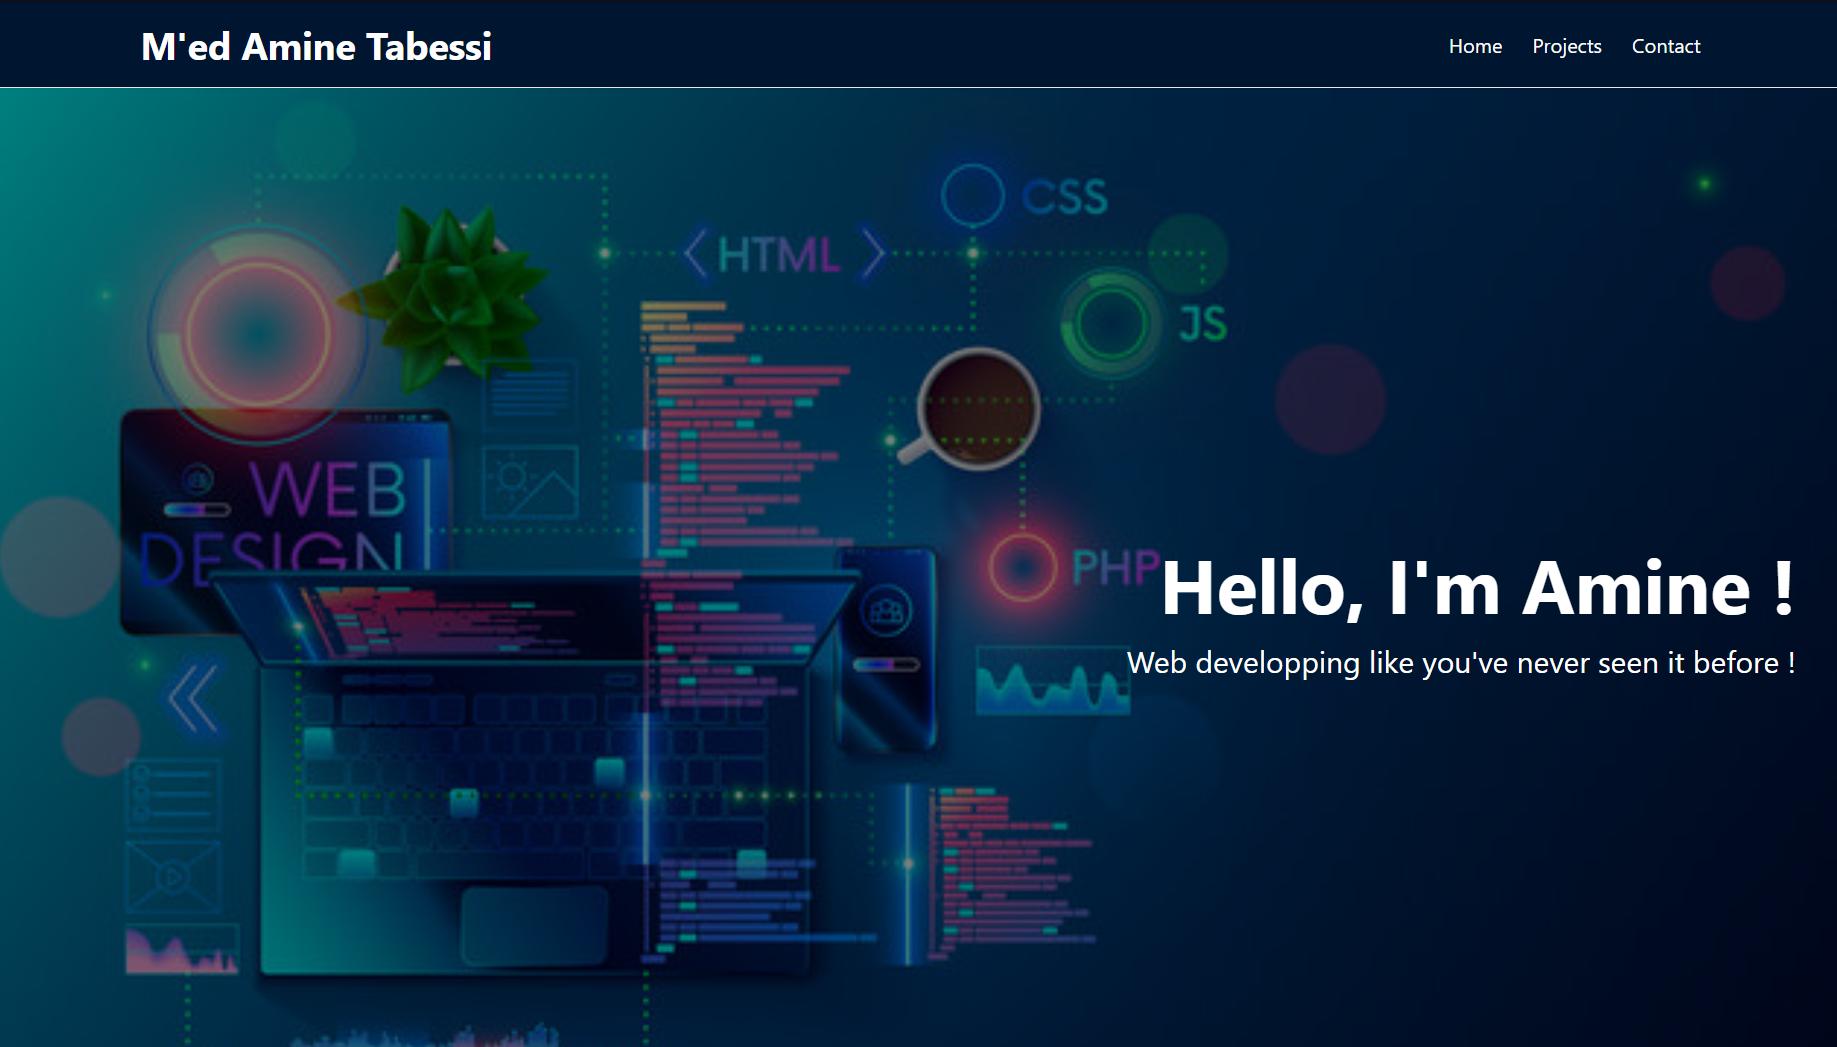 M'ed Amine Tabessi
Home Projects Contact
CSS
< HTML >
JS
WEB
DESIGN
PHP
Hello, I'm Amine !
Web developping like you've never seen it before !